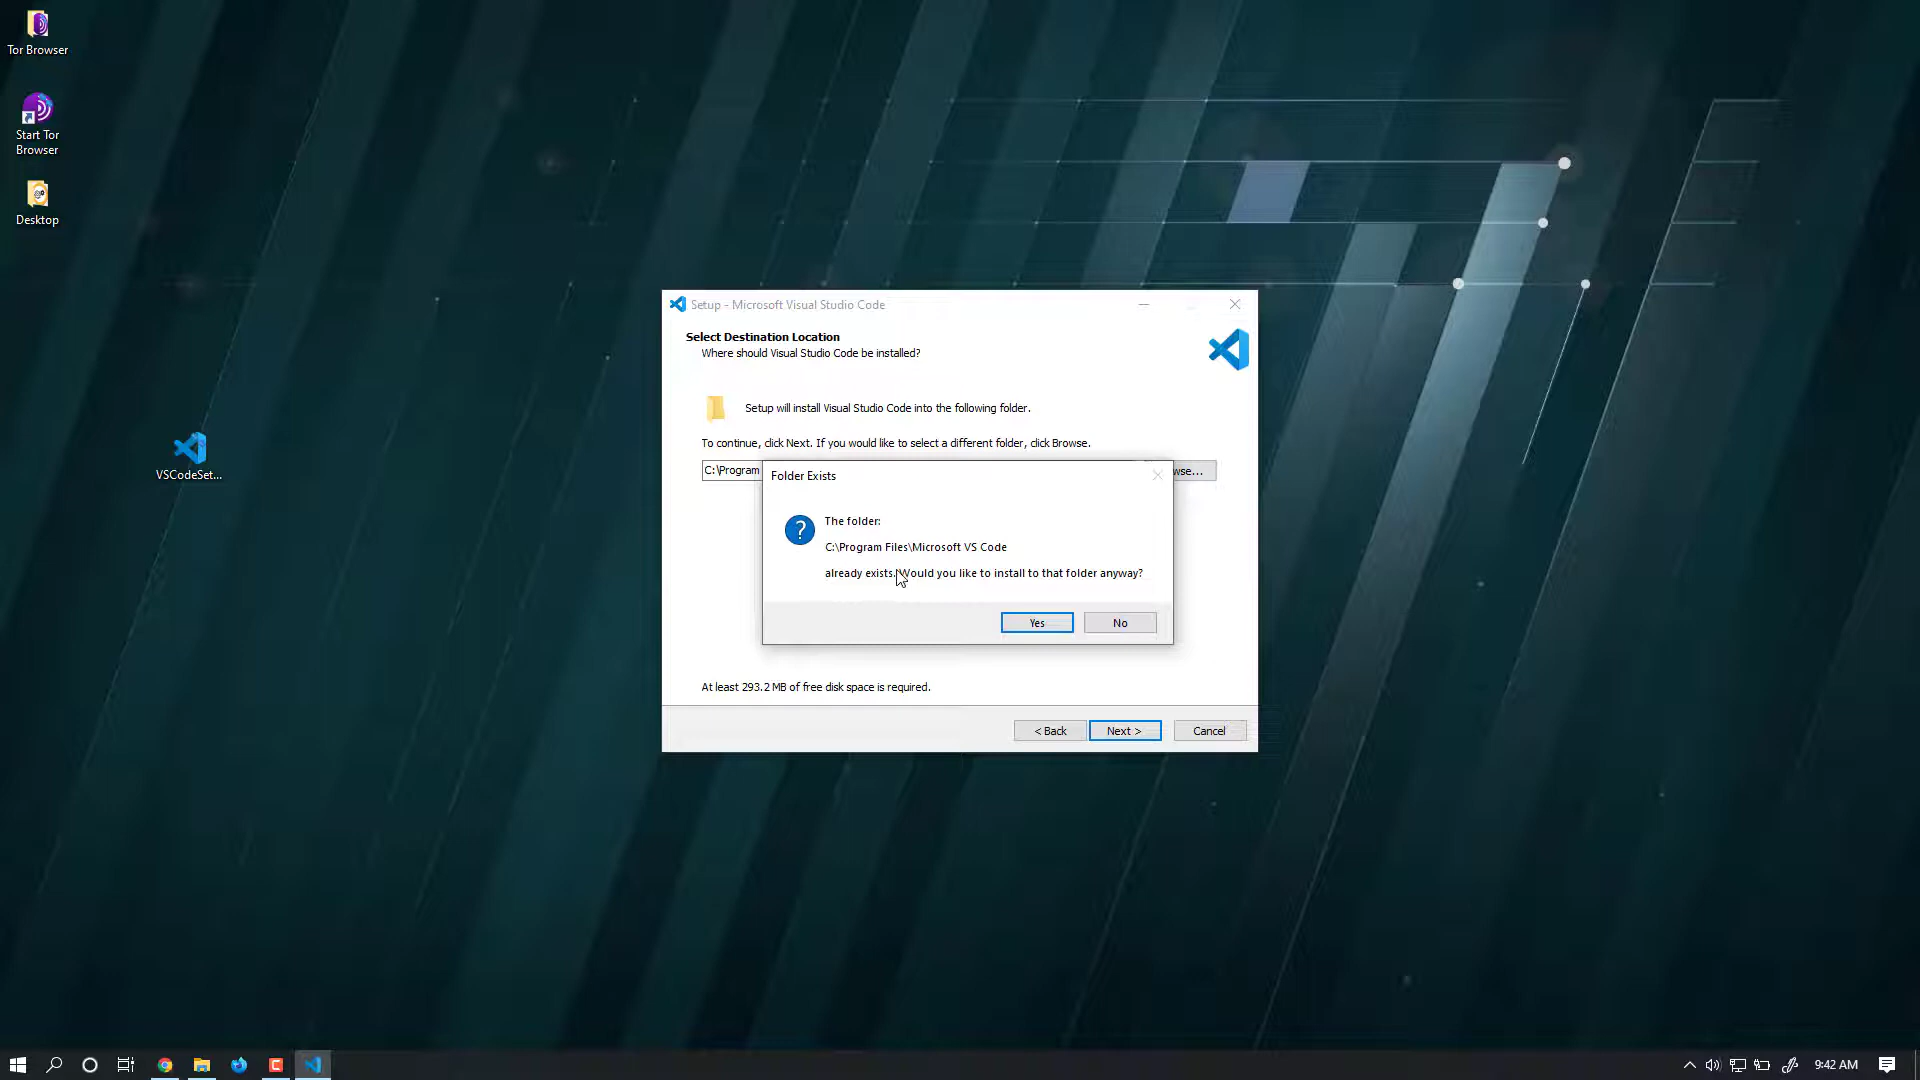 Tor Browser
Start Tor
Browser
Desktop
VSCodeSet...
Setup - Microsoft Visual Studio Code
Select Destination Location
Where should Visual Studio Code be installed?
Setup will install Visual Studio Code into the following folder.
To continue, click Next. If you would like to select a different folder, click Browse.
C:\Program
wse...
Folder Exists
The folder:
C:\Program Files\Microsoft VS Code
already exists. Would you like to install to that folder anyway?
Yes
No
At least 293.2 MB of free disk space is required.
< Back
Next >
Cancel
9:42 AM